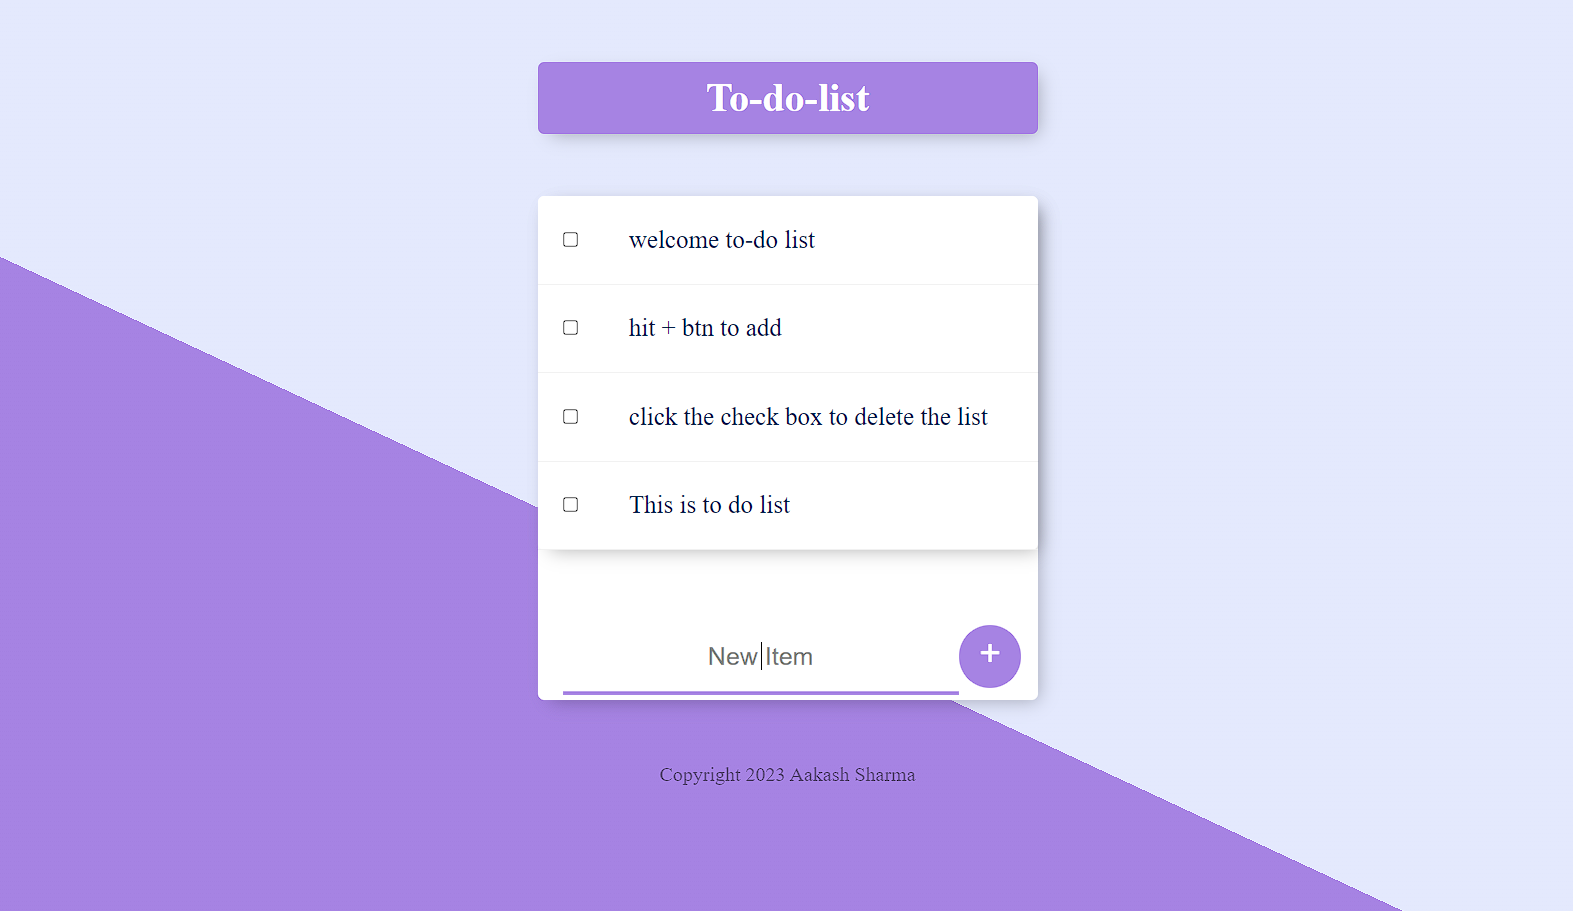 To-do-list
welcome to-do list
hit + btn to add
click the check box to delete the list
This is to do list
New Item
+
Copyright 2023 Aakash Sharma